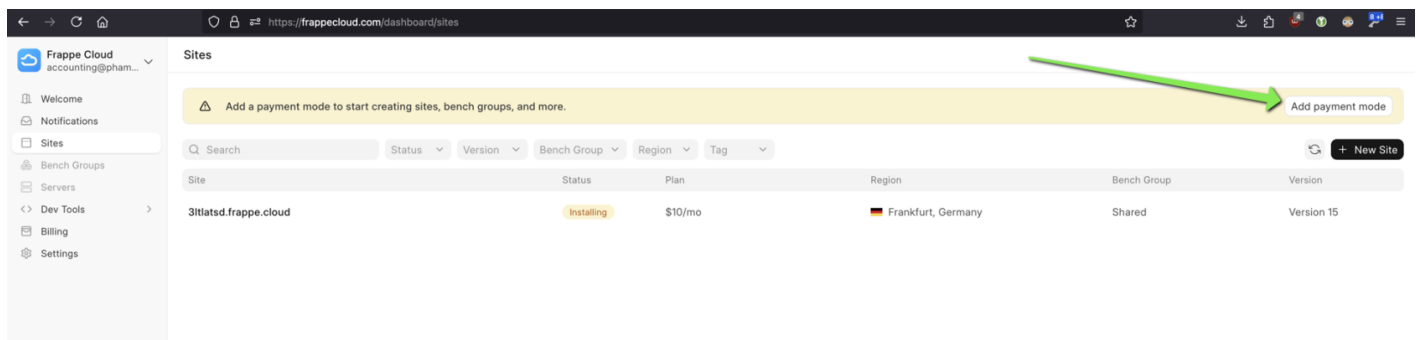 https://frappecloud.com/dashboard/sites
4
8 +1
Frappe Cloud
accounting@pham...
Welcome
Notifications
Sites
Bench Groups
Servers
Dev Tools
Billing
Settings
Sites
Add a payment mode to start creating sites, bench groups, and more.
Add payment mode
Search
Status
Version
Bench Group
Region
Tag
+ New Site
Site Status Plan Region Bench Group Version
3ltlatsd.frappe.cloud Installing $10/mo Frankfurt, Germany Shared Version 15